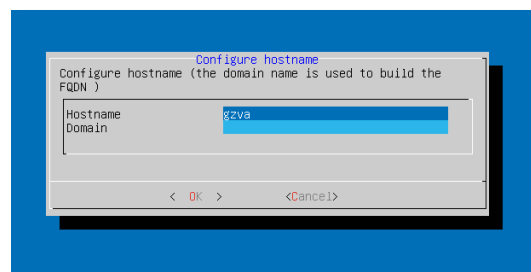 Configure hostname
Configure hostname (the domain name is used to build the
FQDN )
Hostname gzva
Domain
< OK > <Cancel>